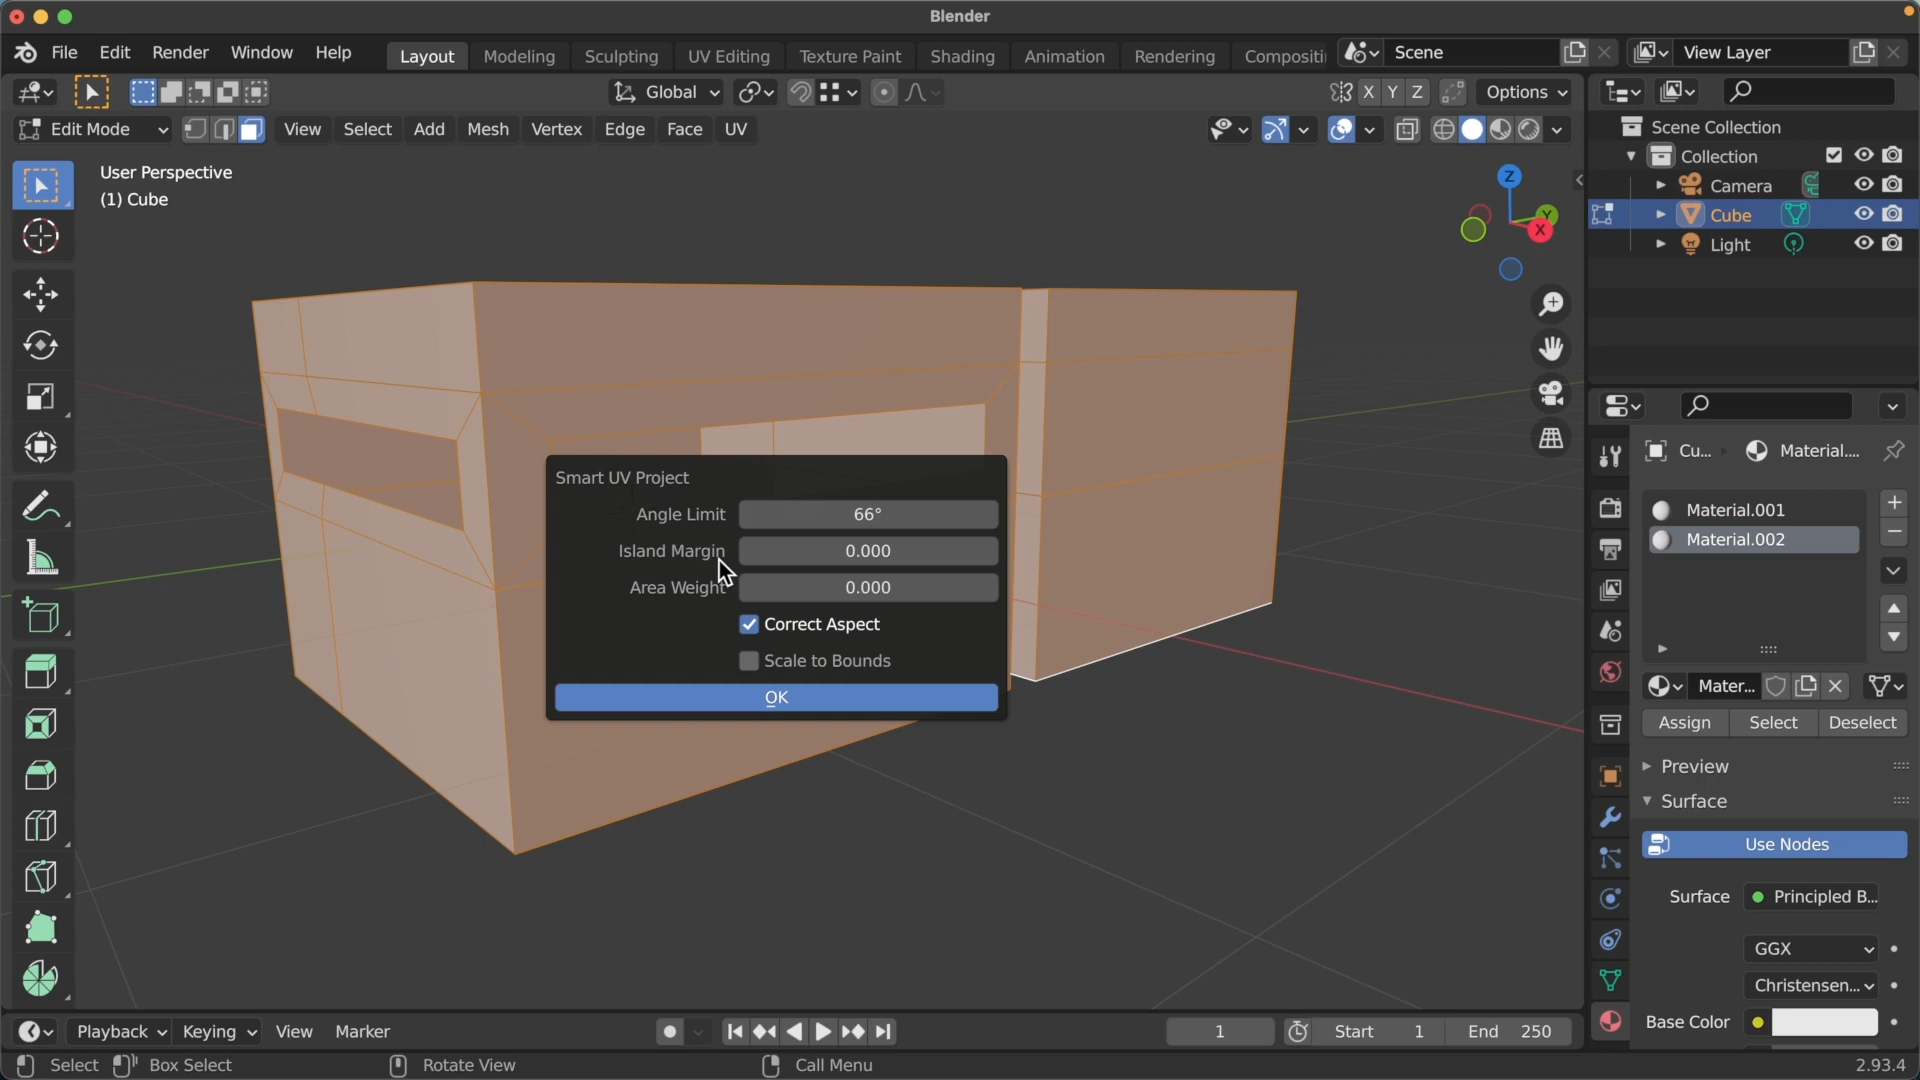 Blender
File Edit Render Window Help Layout Modeling Sculpting UV Editing Texture Paint Shading Animation Rendering Compositi Scene View Layer
Global X Y Z Options
Edit Mode View Select Add Mesh Vertex Edge Face UV
User Perspective
(1) Cube
Z
Y
X
Scene Collection
Collection
Camera
Cube
Light
Smart UV Project
Angle Limit 66°
Island Margin 0.000
Area Weight 0.000
Correct Aspect
Scale to Bounds
OK
Cu... Material....
Material.001
Material.002
Mater...
Assign Select Deselect
Preview
Surface
Use Nodes
Surface Principled B...
GGX
Christensen...
Base Color
Playback Keying View Marker 1 Start 1 End 250
Select Box Select Rotate View Call Menu 2.93.4